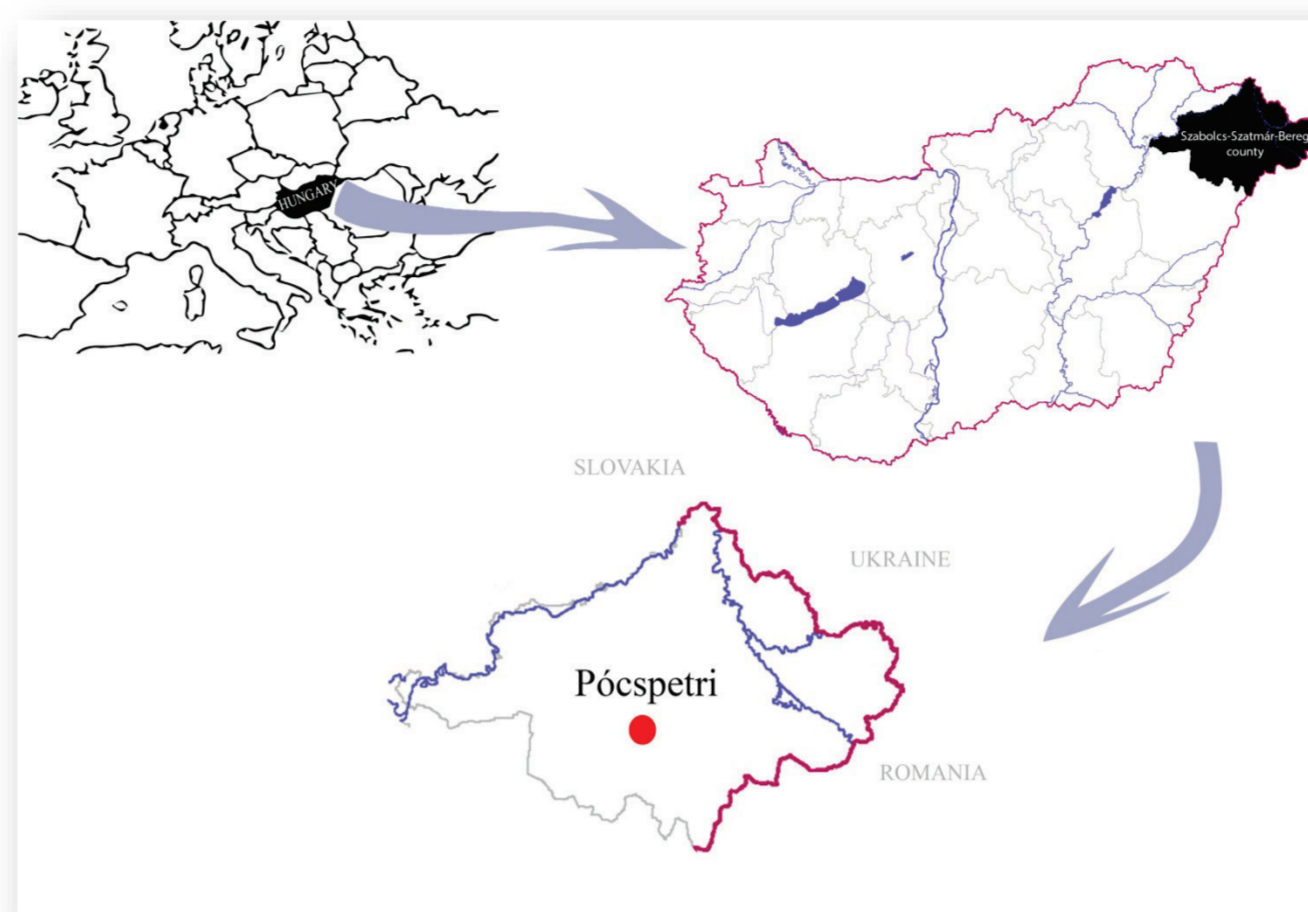 HUNGARY
Szabolcs-Szatmár-Bereg
county
SLOVAKIA
UKRAINE
Pócspetri
ROMANIA